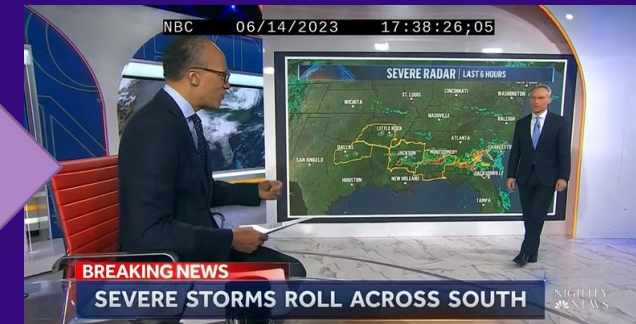 NBC 06/14/2023 17:38:26;05
SEVERE RADAR | LAST 6 HOURS
ST. LOUIS
CINCINNATI
WASHINGTON
WICHITA
NASHVILLE
RALEIGH
LITTLE ROCK
ATLANTA
DALLAS
JACKSON
MONTGOMERY
CHARLESTON
SAN ANGELO
JACKSONVILLE
HOUSTON
NEW ORLEANS
TAMPA
BREAKING NEWS
SEVERE STORMS ROLL ACROSS SOUTH
NIGHTLY
NEWS